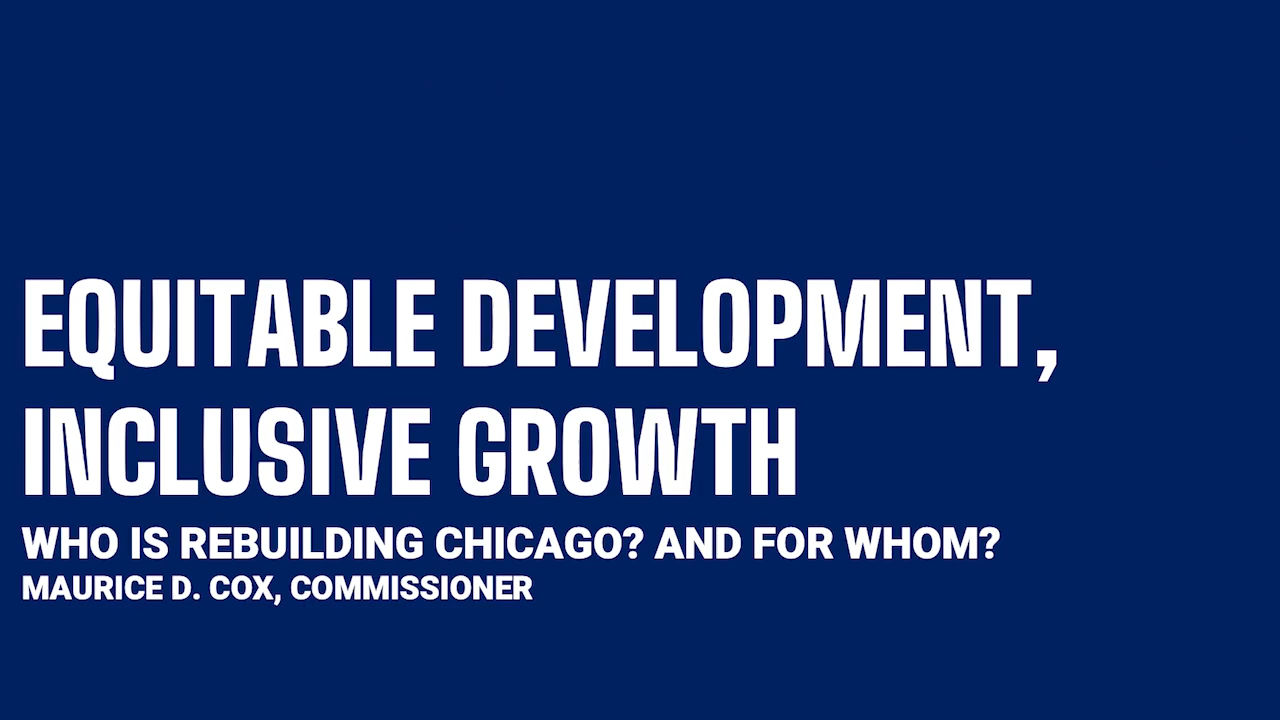 EQUITABLE DEVELOPMENT,
INCLUSIVE GROWTH
WHO IS REBUILDING CHICAGO? AND FOR WHOM?
MAURICE D. COX, COMMISSIONER